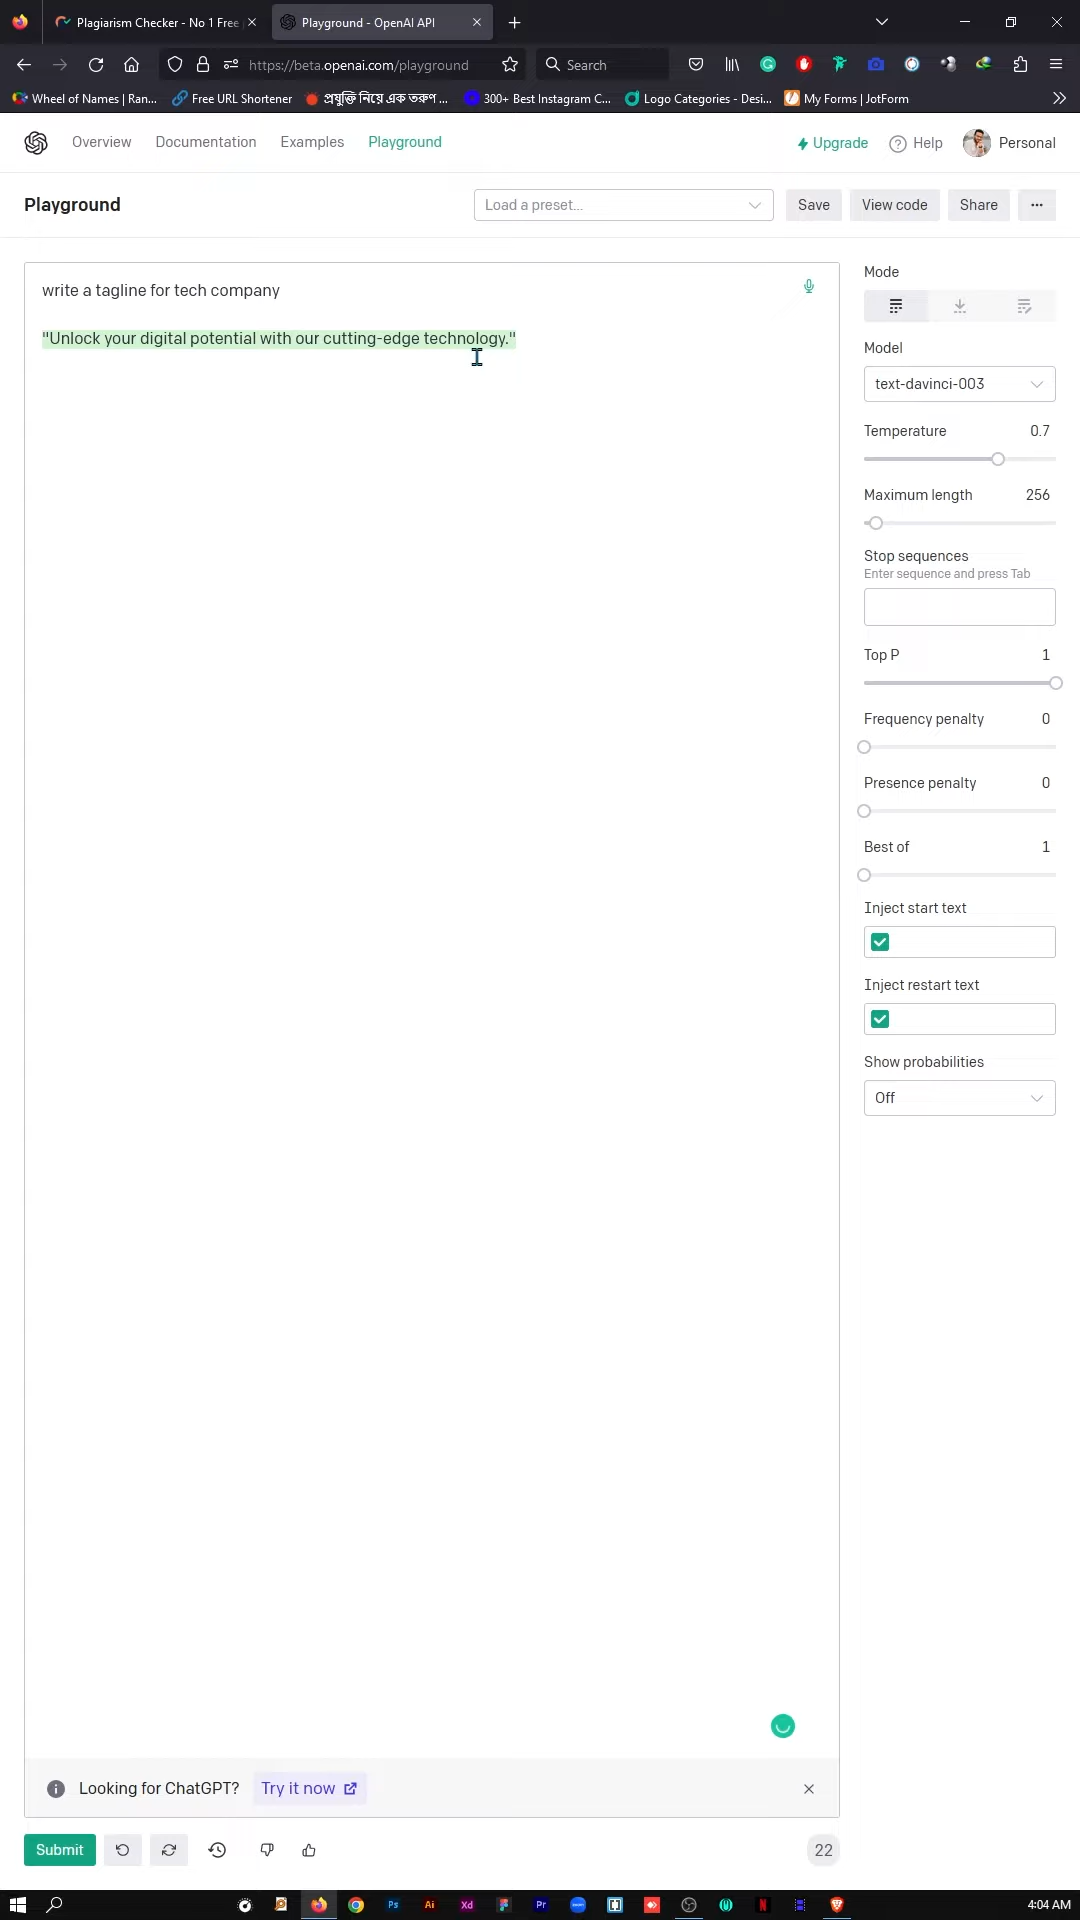 Plagiarism Checker - No 1 Free
Playground - OpenAI API
https://beta.openai.com/playground
Search
Wheel of Names | Ran...
Free URL Shortener
প্রযুক্তি নিয়ে এক তরুণ ...
300+ Best Instagram C...
Logo Categories - Desi...
My Forms | JotForm
Overview
Documentation
Examples
Playground
Upgrade
Help
Personal
Playground
Load a preset...
Save
View code
Share
write a tagline for tech company
"Unlock your digital potential with our cutting-edge technology."
Mode
Model
text-davinci-003
Temperature 0.7
Maximum length 256
Stop sequences
Enter sequence and press Tab
Top P 1
Frequency penalty 0
Presence penalty 0
Best of 1
Inject start text
Inject restart text
Show probabilities
Off
Looking for ChatGPT? Try it now
Submit
22
Ps
Ai
Xd
Pr
4:04 AM